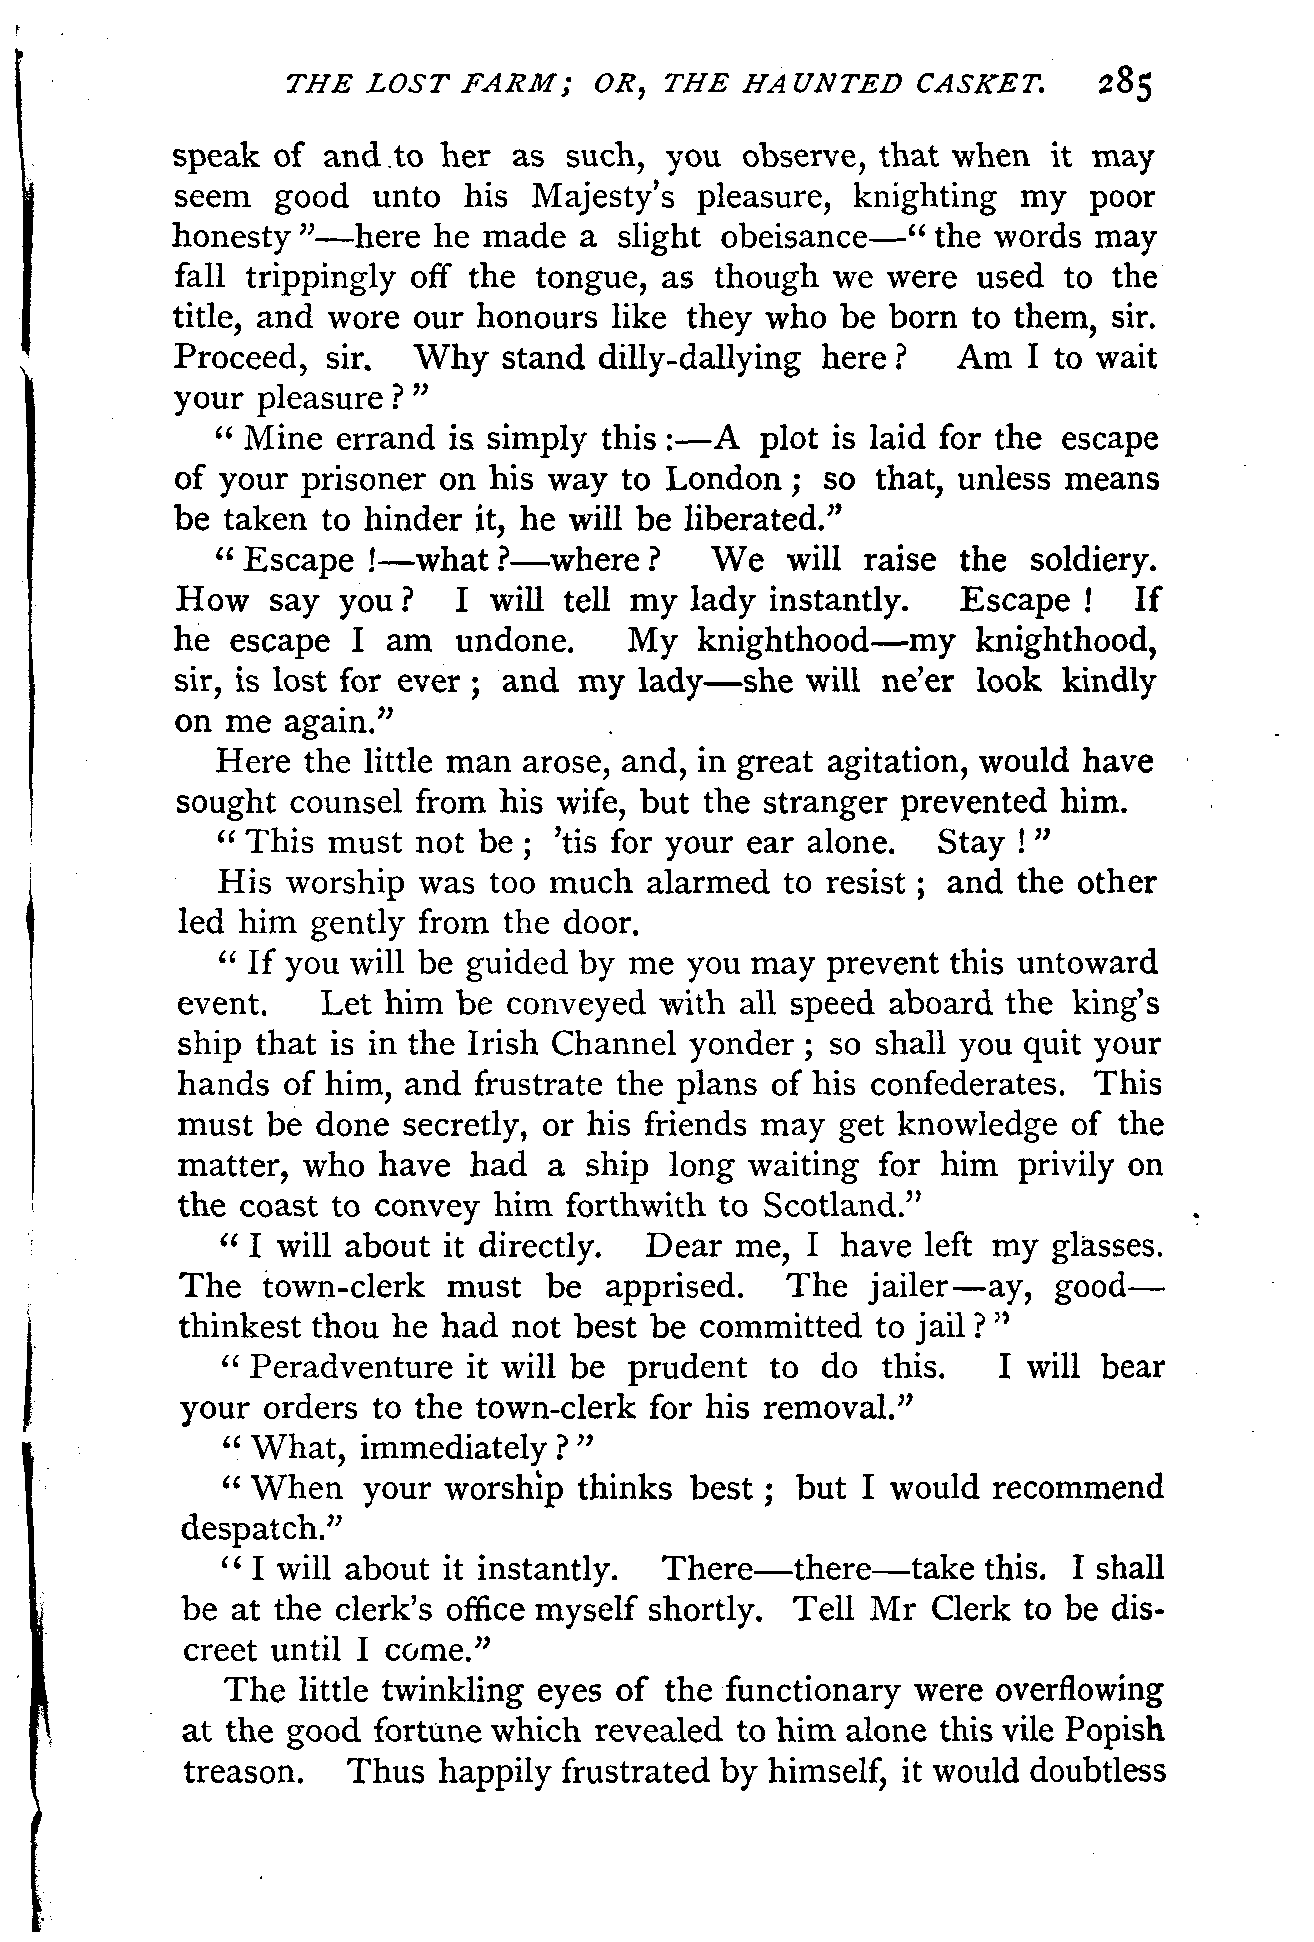 THE LOST FARM; OR, THE HAUNTED CASKET. 285
speak of and to her as such, you observe, that when it may
seem good unto his Majesty's pleasure, knighting my poor
honesty"—here he made a slight obeisance—"the words may
fall trippingly off the tongue, as though we were used to the
title, and wore our honours like they who be born to them, sir.
Proceed, sir. Why stand dilly-dallying here? Am I to wait
your pleasure?"
"Mine errand is simply this:—A plot is laid for the escape
of your prisoner on his way to London; so that, unless means
be taken to hinder it, he will be liberated."
"Escape!—what?—where? We will raise the soldiery.
How say you? I will tell my lady instantly. Escape! If
he escape I am undone. My knighthood—my knighthood,
sir, is lost for ever; and my lady—she will ne'er look kindly
on me again."
Here the little man arose, and, in great agitation, would have
sought counsel from his wife, but the stranger prevented him.
"This must not be; 'tis for your ear alone. Stay!"
His worship was too much alarmed to resist; and the other
led him gently from the door.
"If you will be guided by me you may prevent this untoward
event. Let him be conveyed with all speed aboard the king's
ship that is in the Irish Channel yonder; so shall you quit your
hands of him, and frustrate the plans of his confederates. This
must be done secretly, or his friends may get knowledge of the
matter, who have had a ship long waiting for him privily on
the coast to convey him forthwith to Scotland."
"I will about it directly. Dear me, I have left my glasses.
The town-clerk must be apprised. The jailer—ay, good—
thinkest thou he had not best be committed to jail?"
"Peradventure it will be prudent to do this. I will bear
your orders to the town-clerk for his removal."
"What, immediately?"
"When your worship thinks best; but I would recommend
despatch."
"I will about it instantly. There—there—take this. I shall
be at the clerk's office myself shortly. Tell Mr Clerk to be dis-
creet until I come."
The little twinkling eyes of the functionary were overflowing
at the good fortune which revealed to him alone this vile Popish
treason. Thus happily frustrated by himself, it would doubtless